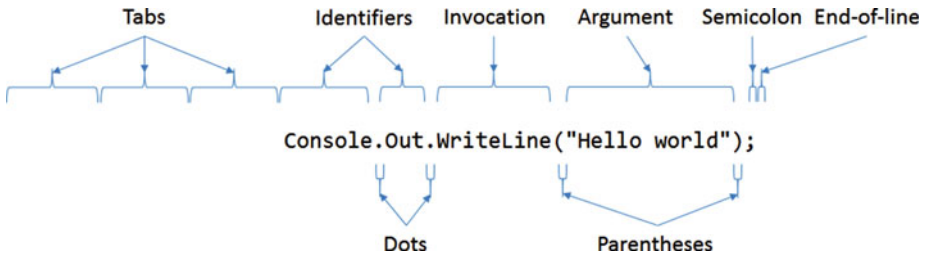 Tabs Identifiers Invocation Argument Semicolon End-of-line
Console.Out.WriteLine("Hello world");
Dots Parentheses